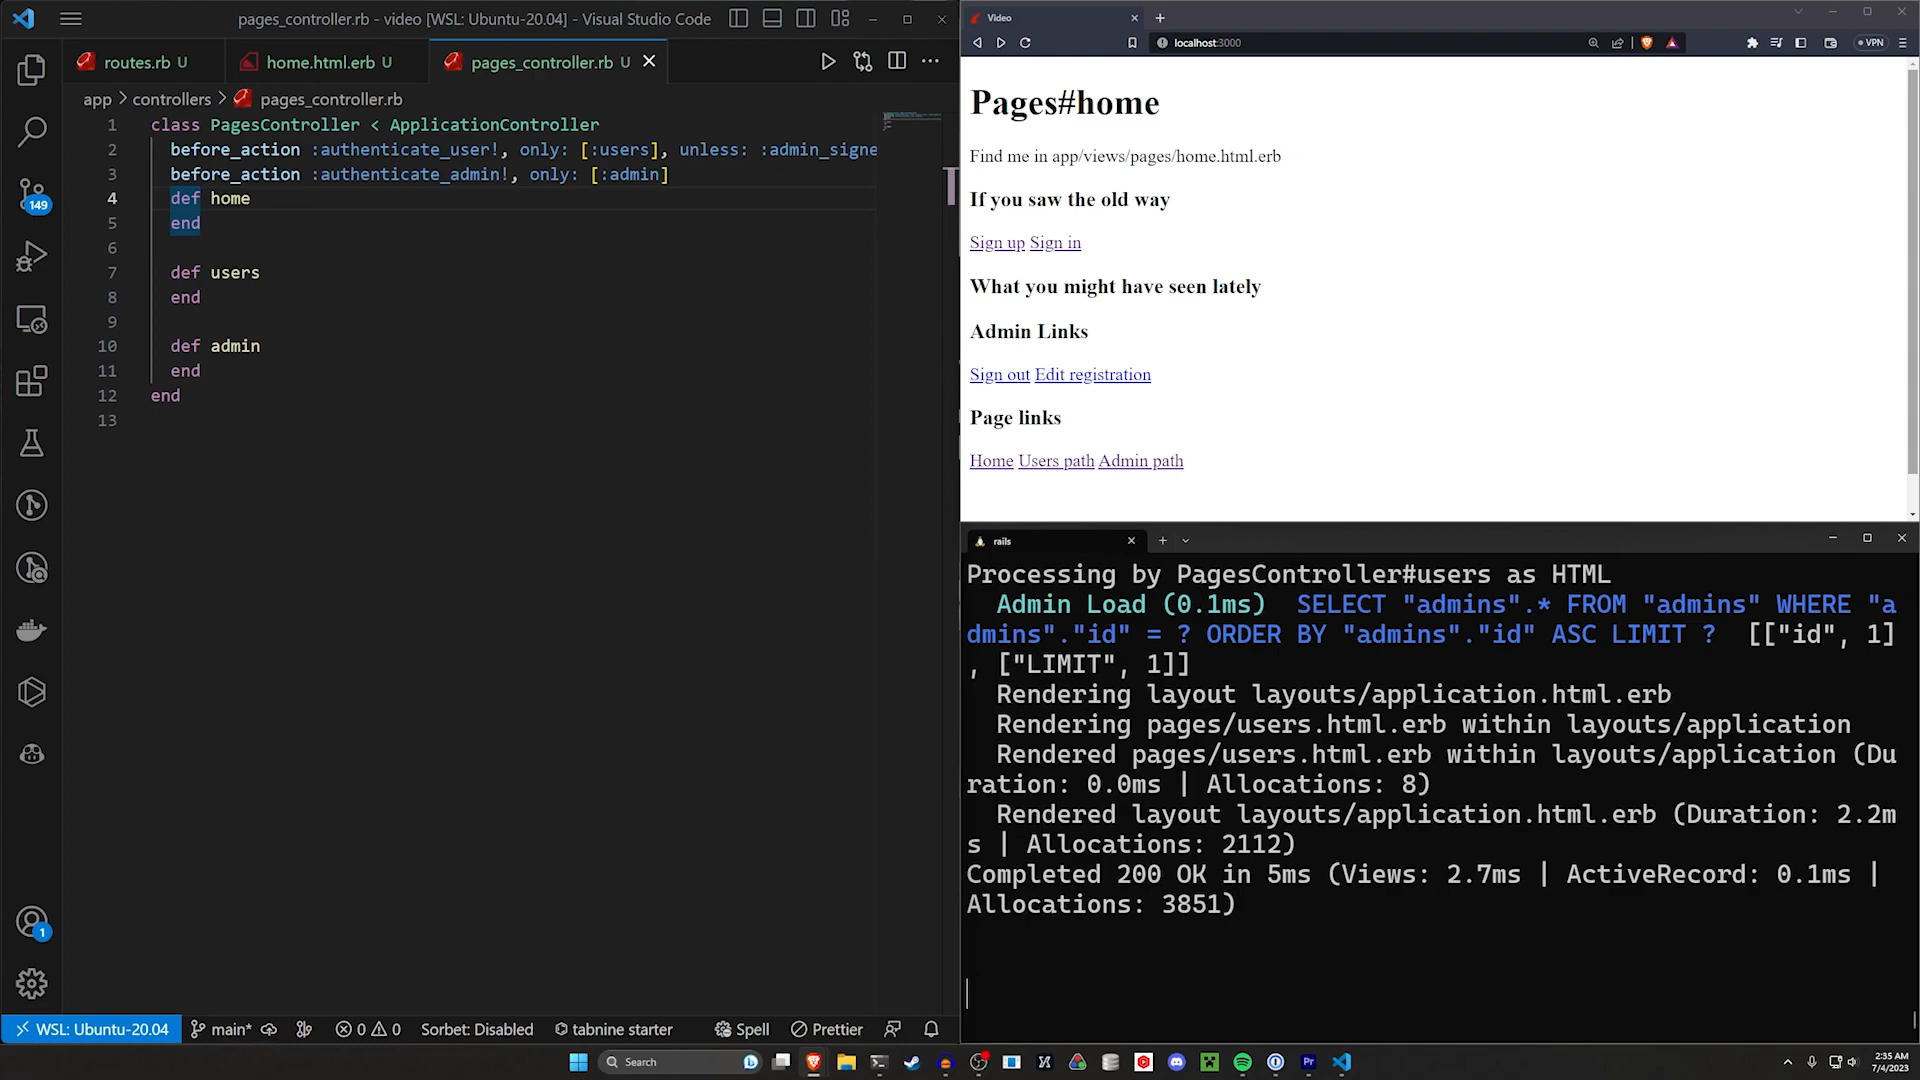 pages_controller.rb - video [WSL: Ubuntu-20.04] - Visual Studio Code
routes.rb U
home.html.erb U
pages_controller.rb U
app > controllers > pages_controller.rb
1 class PagesController < ApplicationController
2 before_action :authenticate_user!, only: [:users], unless: :admin_signe
3 before_action :authenticate_admin!, only: [:admin]
4 def home
5 end
6
7 def users
8 end
9
10 def admin
11 end
12 end
13
149
1
WSL: Ubuntu-20.04 main* 0 0 Sorbet: Disabled tabnine starter Spell Prettier
Video
localhost:3000
VPN
Pages#home
Find me in app/views/pages/home.html.erb
If you saw the old way
Sign up Sign in
What you might have seen lately
Admin Links
Sign out Edit registration
Page links
Home Users path Admin path
rails
Processing by PagesController#users as HTML
Admin Load (0.1ms) SELECT "admins".* FROM "admins" WHERE "a
dmins"."id" = ? ORDER BY "admins"."id" ASC LIMIT ? [["id", 1]
, ["LIMIT", 1]]
Rendering layout layouts/application.html.erb
Rendering pages/users.html.erb within layouts/application
Rendered pages/users.html.erb within layouts/application (Du
ration: 0.0ms | Allocations: 8)
Rendered layout layouts/application.html.erb (Duration: 2.2m
s | Allocations: 2112)
Completed 200 OK in 5ms (Views: 2.7ms | ActiveRecord: 0.1ms |
Allocations: 3851)
Search
Pr
2:35 AM
7/4/2023